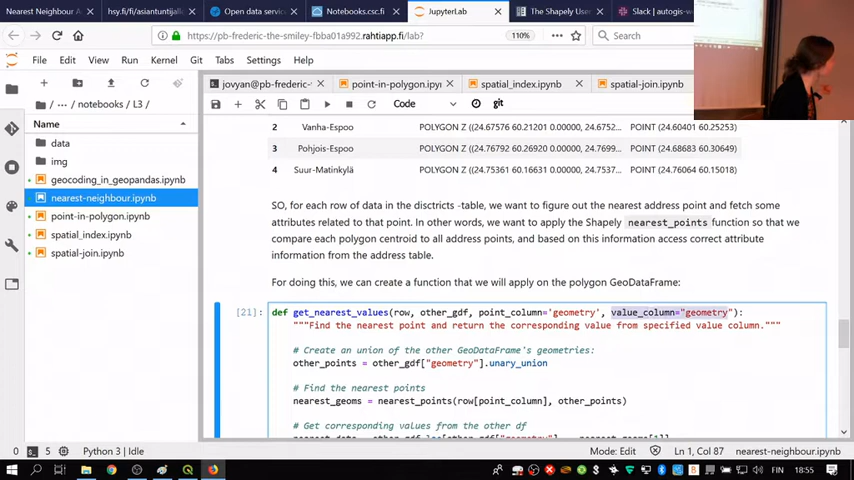 Nearest Neighbour Ana
hsy.fi/fi/asiantuntijall
Open data servic
Notebooks.csc.fi
JupyterLab
The Shapely Use
Slack | autogis-w
https://pb-frederic-the-smiley-fbba01a992.rahtiapp.fi/lab?
110%
Search
File Edit View Run Kernel Git Tabs Settings Help
jovyan@pb-frederic-
point-in-polygon.ipy
spatial_index.ipynb
spatial-join.ipynb
Code
git
/ ... / notebooks / L3 /
Name
data
img
geocoding_in_geopandas.ipynb
nearest-neighbour.ipynb
point-in-polygon.ipynb
spatial_index.ipynb
spatial-join.ipynb
2 Vanha-Espoo POLYGON Z ((24.67576 60.21201 0.00000, 24.6752... POINT (24.60401 60.25253)
3 Pohjois-Espoo POLYGON Z ((24.76792 60.26920 0.00000, 24.7699... POINT (24.68683 60.30649)
4 Suur-Matinkylä POLYGON Z ((24.75361 60.16631 0.00000, 24.7537... POINT (24.76064 60.15018)
SO, for each row of data in the disctricts -table, we want to figure out the nearest address point and fetch some
attributes related to that point. In other words, we want to apply the Shapely nearest_points function so that we
compare each polygon centroid to all address points, and based on this information access correct attribute
information from the address table.
For doing this, we can create a function that we will apply on the polygon GeoDataFrame:
[21]: def get_nearest_values(row, other_gdf, point_column='geometry', value_column="geometry"):
"""Find the nearest point and return the corresponding value from specified value column."""
# Create an union of the other GeoDataFrame's geometries:
other_points = other_gdf["geometry"].unary_union
# Find the nearest points
nearest_geoms = nearest_points(row[point_column], other_points)
# Get corresponding values from the other df
0 5 Python 3 | Idle
Mode: Edit
Ln 1, Col 87
nearest-neighbour.ipynb
FIN
18:55